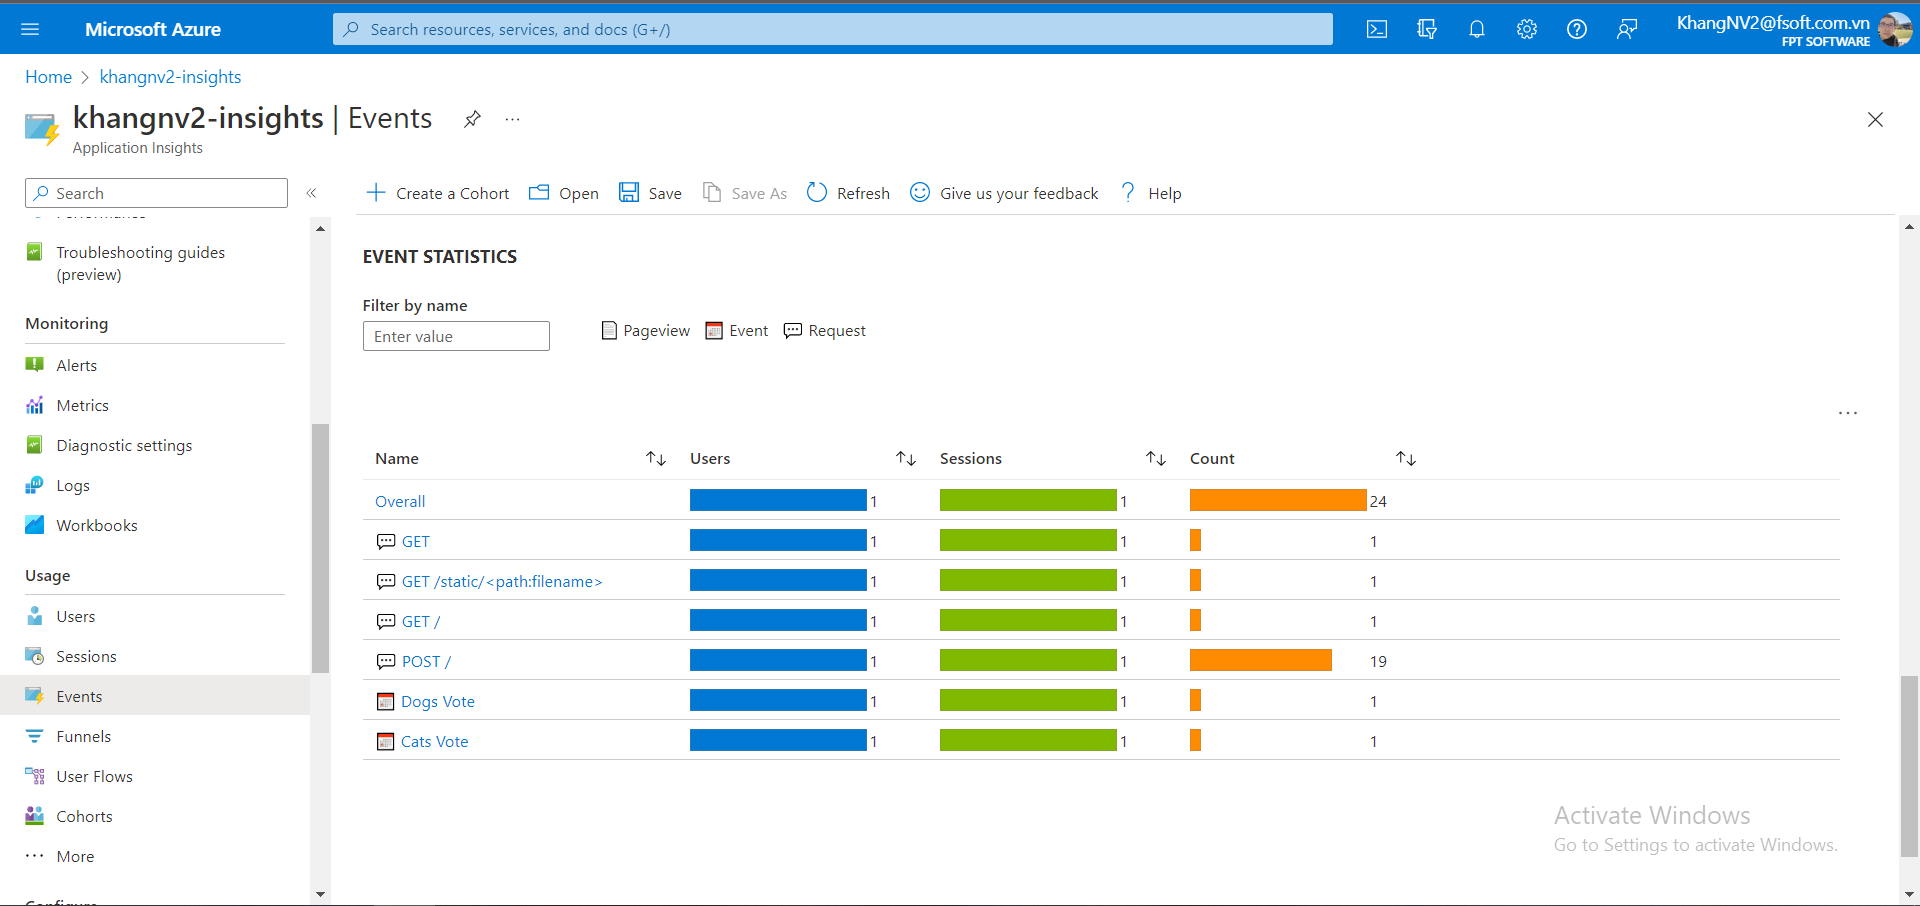 Microsoft Azure
Search resources, services, and docs (G+/)
KhangNV2@fsoft.com.vn
FPT SOFTWARE
Home > khangnv2-insights
khangnv2-insights | Events
Application Insights
Search
«
Create a Cohort
Open
Save
Save As
Refresh
Give us your feedback
Help
Performance
Troubleshooting guides
(preview)
Monitoring
Alerts
Metrics
Diagnostic settings
Logs
Workbooks
Usage
Users
Sessions
Events
Funnels
User Flows
Cohorts
More
Configure
EVENT STATISTICS
Filter by name
Enter value
Pageview Event Request
Name Users Sessions Count
Overall 1 1 24
GET 1 1 1
GET /static/<path:filename> 1 1 1
GET / 1 1 1
POST / 1 1 19
Dogs Vote 1 1 1
Cats Vote 1 1 1
Activate Windows
Go to Settings to activate Windows.